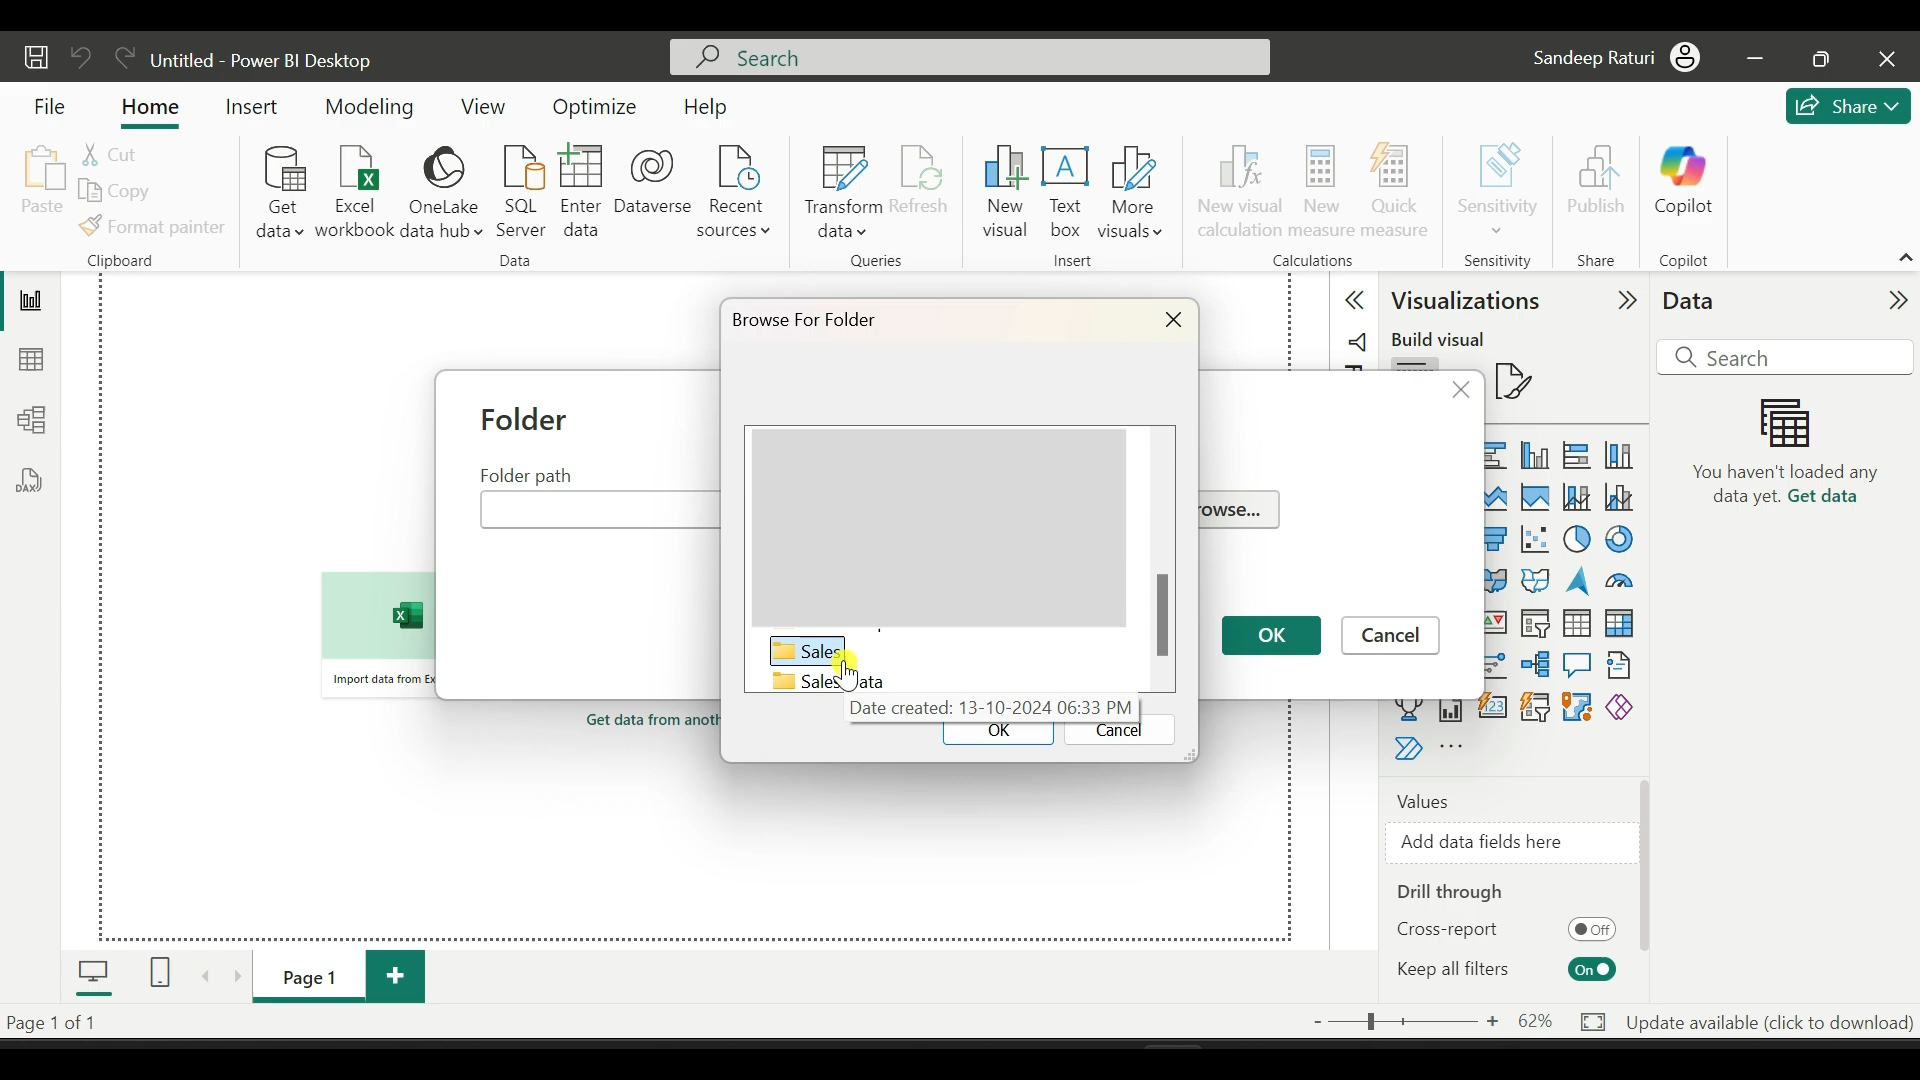 Untitled - Power BI Desktop
Search
Sandeep Raturi
File
Home
Insert
Modeling
View
Optimize
Help
Share
Paste
Cut
Copy
Format painter
Clipboard
Get
data
Excel
workbook
OneLake
data hub
SQL
Server
Enter
data
Dataverse
Recent
sources
Data
Transform
data
Refresh
Queries
New
visual
Text
box
More
visuals
Insert
New visual
calculation
New
measure
Quick
measure
Calculations
Sensitivity
Sensitivity
Publish
Share
Copilot
Copilot
Browse For Folder
Folder
Folder path
rowse...
OK
Cancel
Sales
Date created: 13-10-2024 06:33 PM
OK
Cancel
Import data from Ex
Get data from anoth
Visualizations
Build visual
Values
Add data fields here
Drill through
Cross-report
Off
Keep all filters
On
Data
Search
You haven't loaded any
data yet. Get data
DAX
123
Page 1
Page 1 of 1
62%
Update available (click to download)